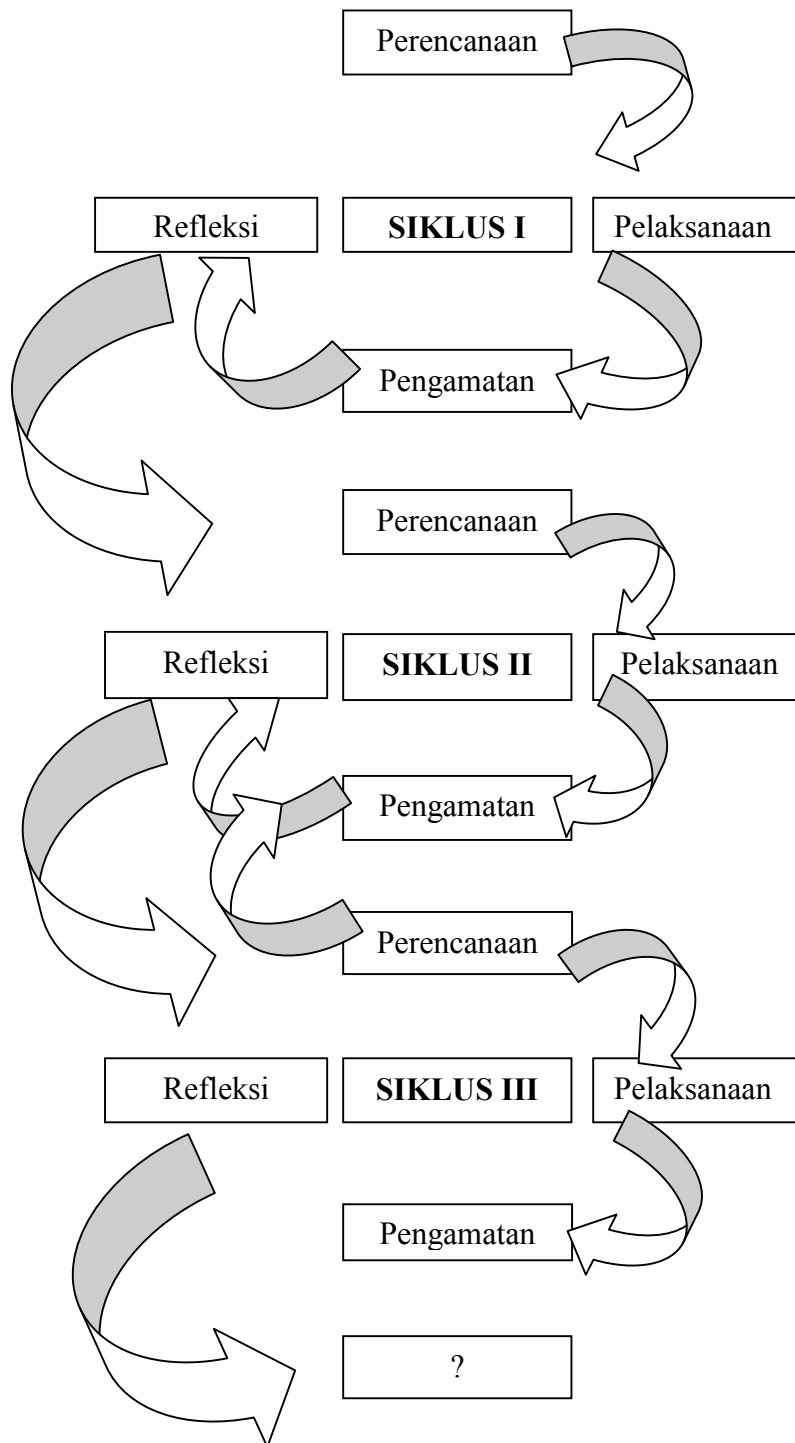 Perencanaan
Refleksi SIKLUS I Pelaksanaan
Pengamatan
Perencanaan
Refleksi SIKLUS II Pelaksanaan
Pengamatan
Perencanaan
Refleksi SIKLUS III Pelaksanaan
Pengamatan
?